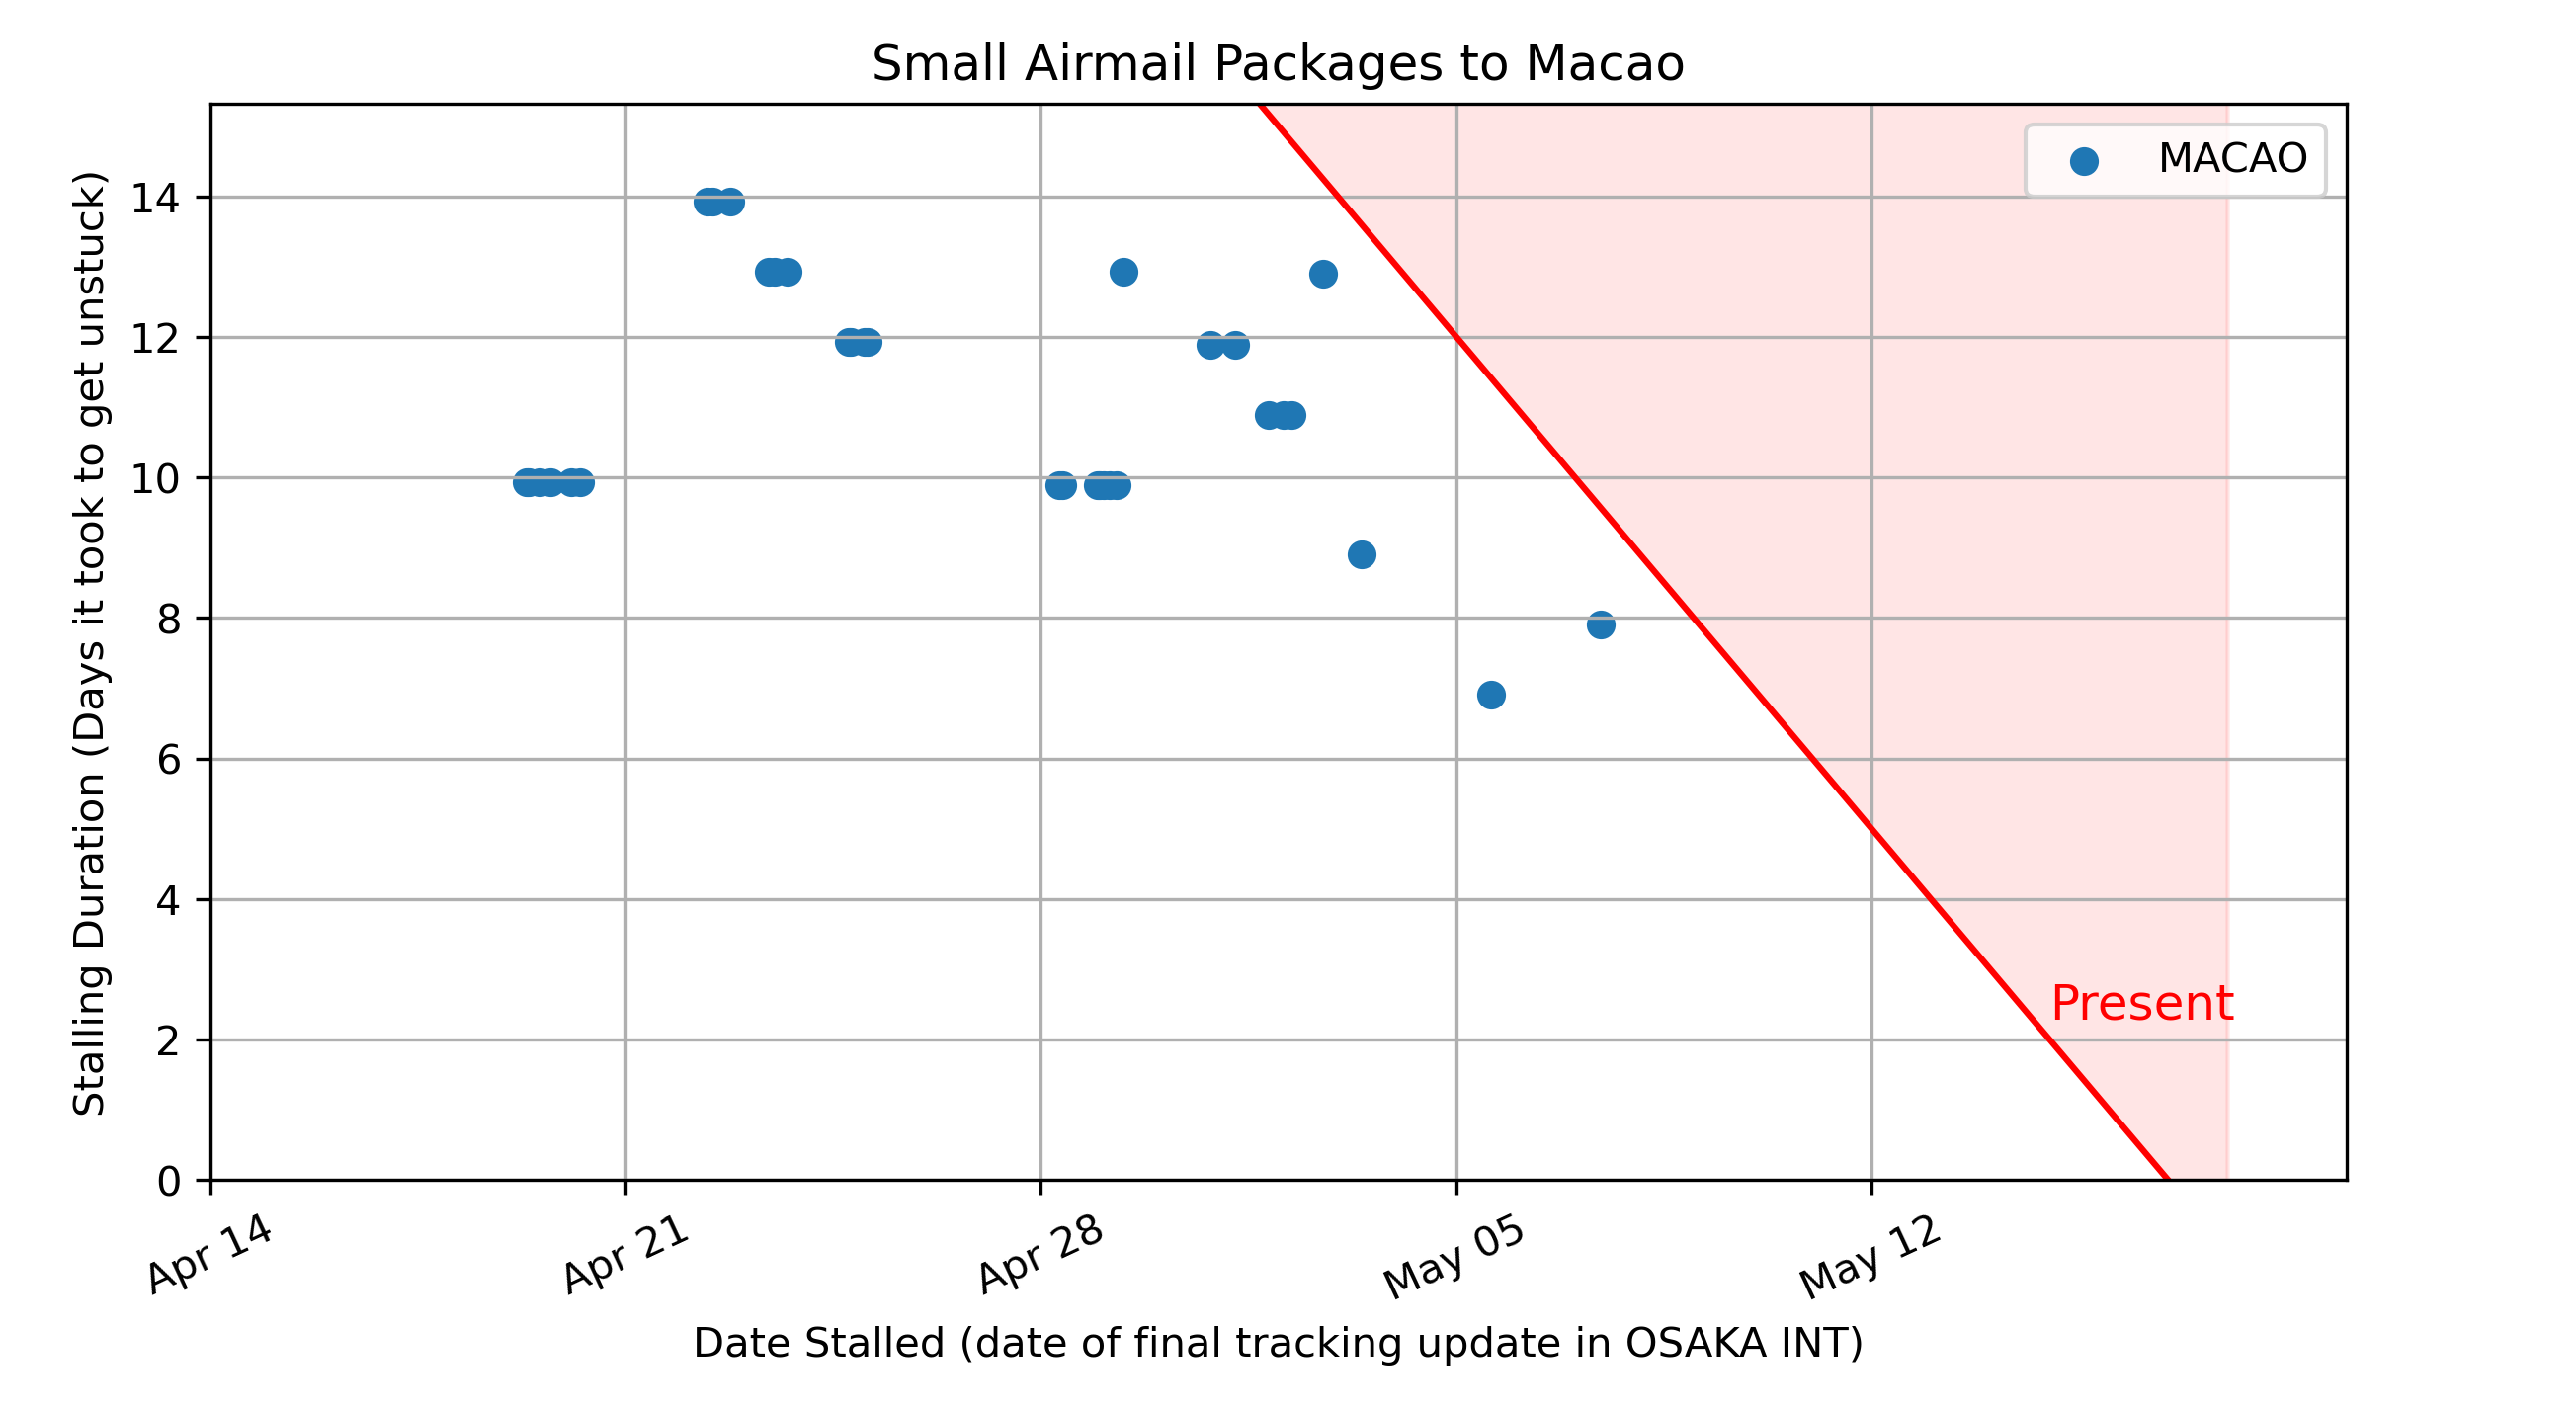 Small Airmail Packages to Macao
MACAO
Stalling Duration (Days it took to get unstuck)
14
12
10
8
6
4
2
0
Present
Apr 14
Apr 21
Apr 28
May 05
May 12
Date Stalled (date of final tracking update in OSAKA INT)